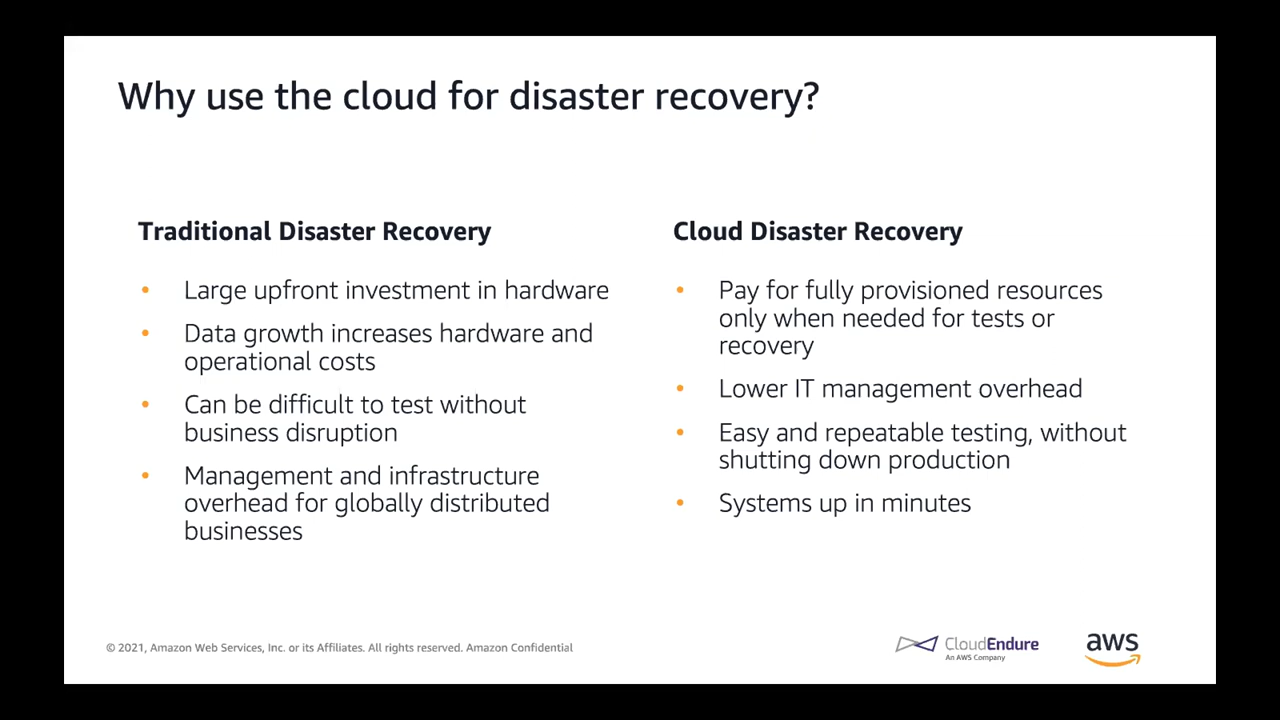 Why use the cloud for disaster recovery?
Traditional Disaster Recovery
• Large upfront investment in hardware
• Data growth increases hardware and
operational costs
• Can be difficult to test without
business disruption
• Management and infrastructure
overhead for globally distributed
businesses
Cloud Disaster Recovery
• Pay for fully provisioned resources
only when needed for tests or
recovery
• Lower IT management overhead
• Easy and repeatable testing, without
shutting down production
• Systems up in minutes
© 2021, Amazon Web Services, Inc. or its Affiliates. All rights reserved. Amazon Confidential
CloudEndure
An AWS Company
aws